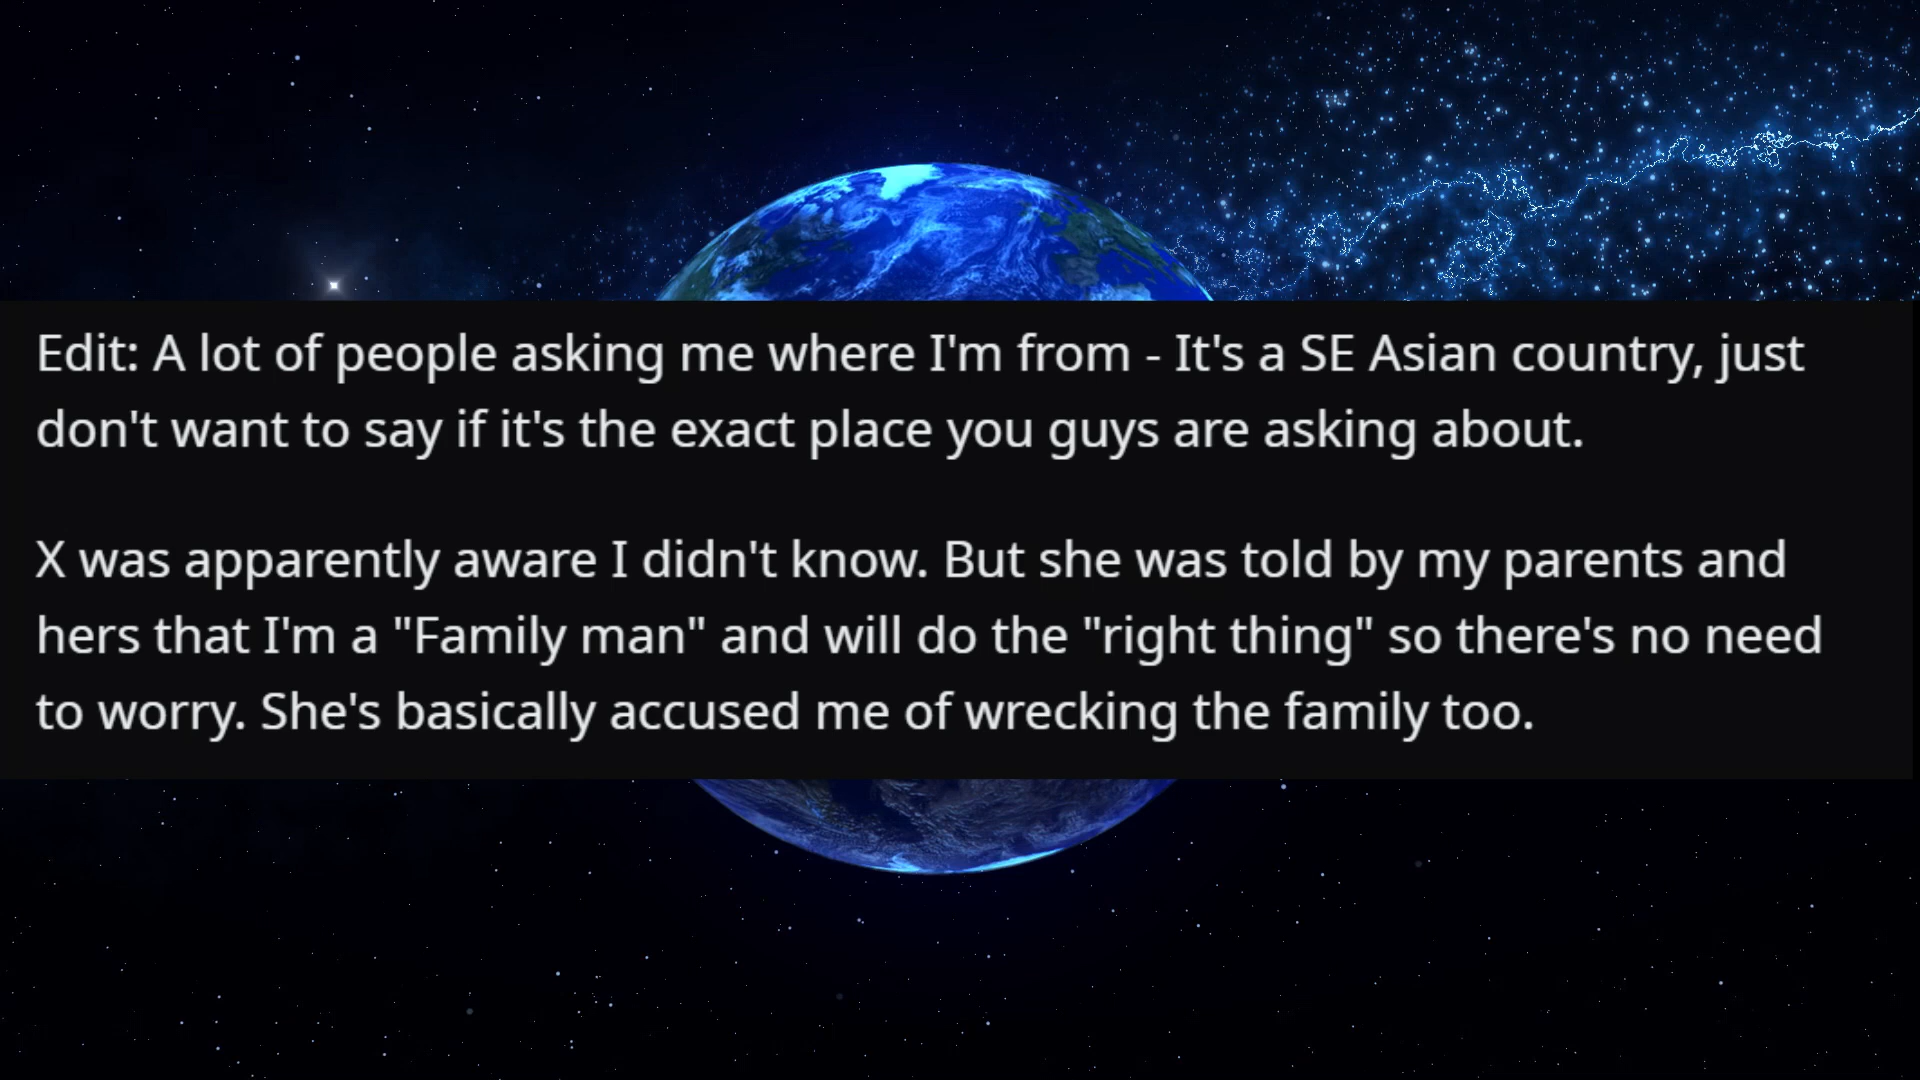 Edit: A lot of people asking me where I'm from - It's a SE Asian country, just
don't want to say if it's the exact place you guys are asking about.
X was apparently aware I didn't know. But she was told by my parents and
hers that I'm a "Family man" and will do the "right thing" so there's no need
to worry. She's basically accused me of wrecking the family too.